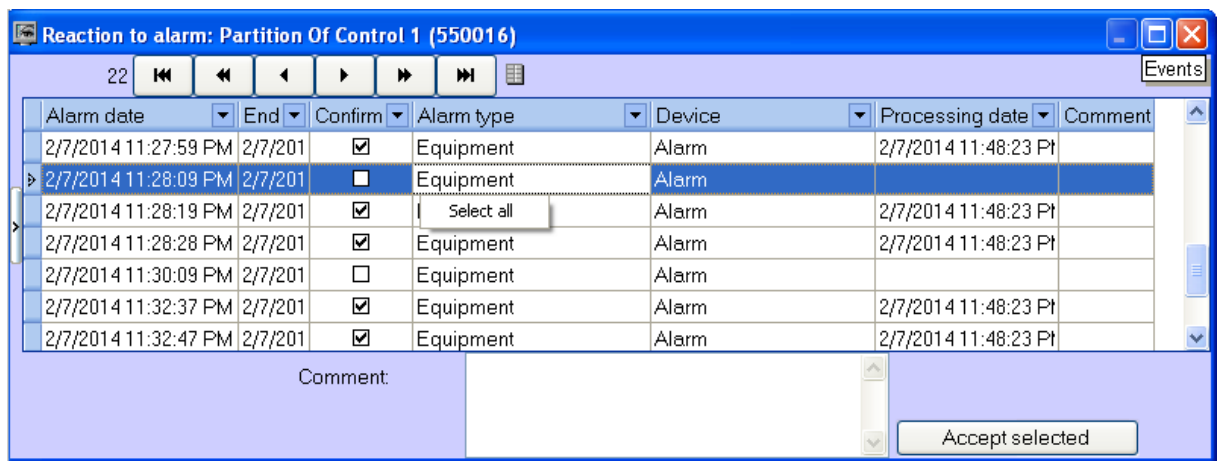 Reaction to alarm: Partition Of Control 1 (550016)
22
Events
Alarm date End Confirm Alarm type Device Processing date Comment
2/7/2014 11:27:59 PM 2/7/201 Equipment Alarm 2/7/2014 11:48:23 PM
2/7/2014 11:28:09 PM 2/7/201 Equipment Alarm
2/7/2014 11:28:19 PM 2/7/201 Select all Alarm 2/7/2014 11:48:23 PM
2/7/2014 11:28:28 PM 2/7/201 Equipment Alarm 2/7/2014 11:48:23 PM
2/7/2014 11:30:09 PM 2/7/201 Equipment Alarm
2/7/2014 11:32:37 PM 2/7/201 Equipment Alarm 2/7/2014 11:48:23 PM
2/7/2014 11:32:47 PM 2/7/201 Equipment Alarm 2/7/2014 11:48:23 PM
Comment:
Accept selected